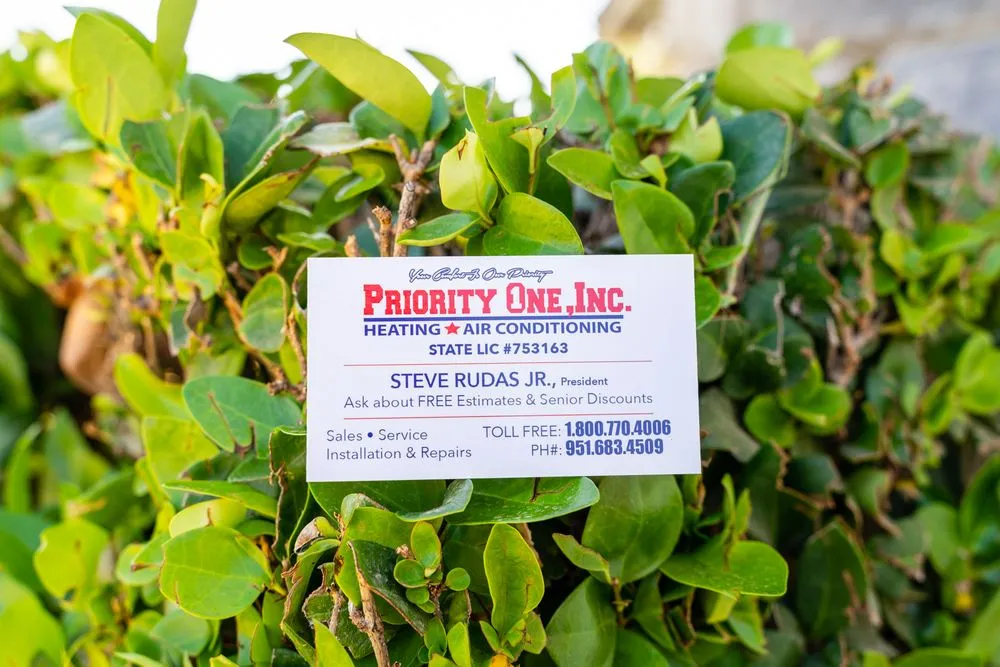 Your Comfort Is Our Priority
PRIORITY ONE, INC.
HEATING ★ AIR CONDITIONING
STATE LIC #753163
STEVE RUDAS JR., President
Ask about FREE Estimates & Senior Discounts
Sales • Service
Installation & Repairs
TOLL FREE: 1.800.770.4006
PH#: 951.683.4509